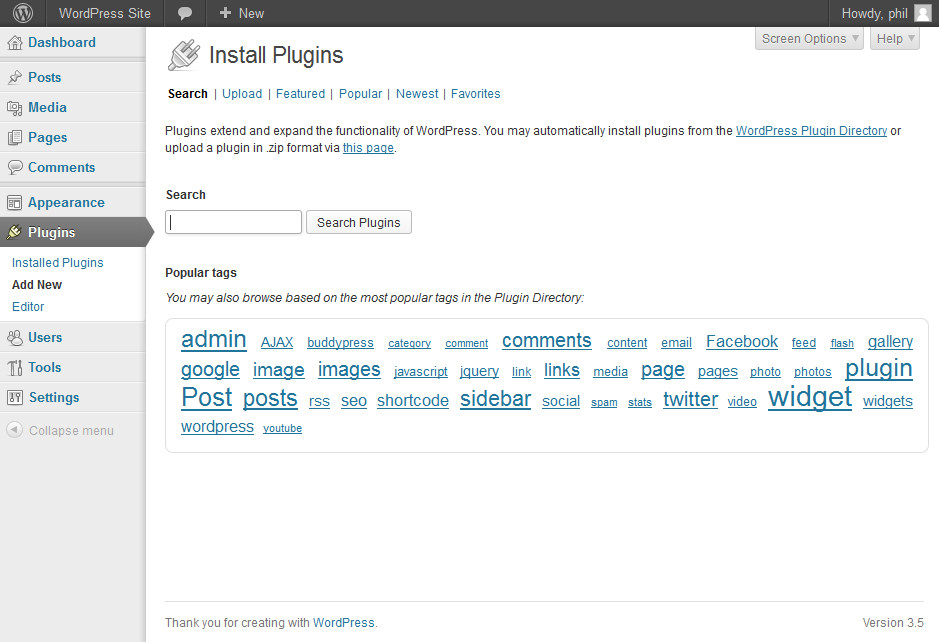 WordPress Site + New Howdy, phil
Dashboard
Posts
Media
Pages
Comments
Appearance
Plugins
Installed Plugins
Add New
Editor
Users
Tools
Settings
Collapse menu
Screen Options Help
Install Plugins
Search | Upload | Featured | Popular | Newest | Favorites
Plugins extend and expand the functionality of WordPress. You may automatically install plugins from the WordPress Plugin Directory or
upload a plugin in .zip format via this page.
Search
Search Plugins
Popular tags
You may also browse based on the most popular tags in the Plugin Directory:
admin AJAX buddypress category comment comments content email Facebook feed flash gallery
google image images javascript jquery link links media page pages photo photos plugin
Post posts rss seo shortcode sidebar social spam stats twitter video widget widgets
wordpress youtube
Thank you for creating with WordPress. Version 3.5